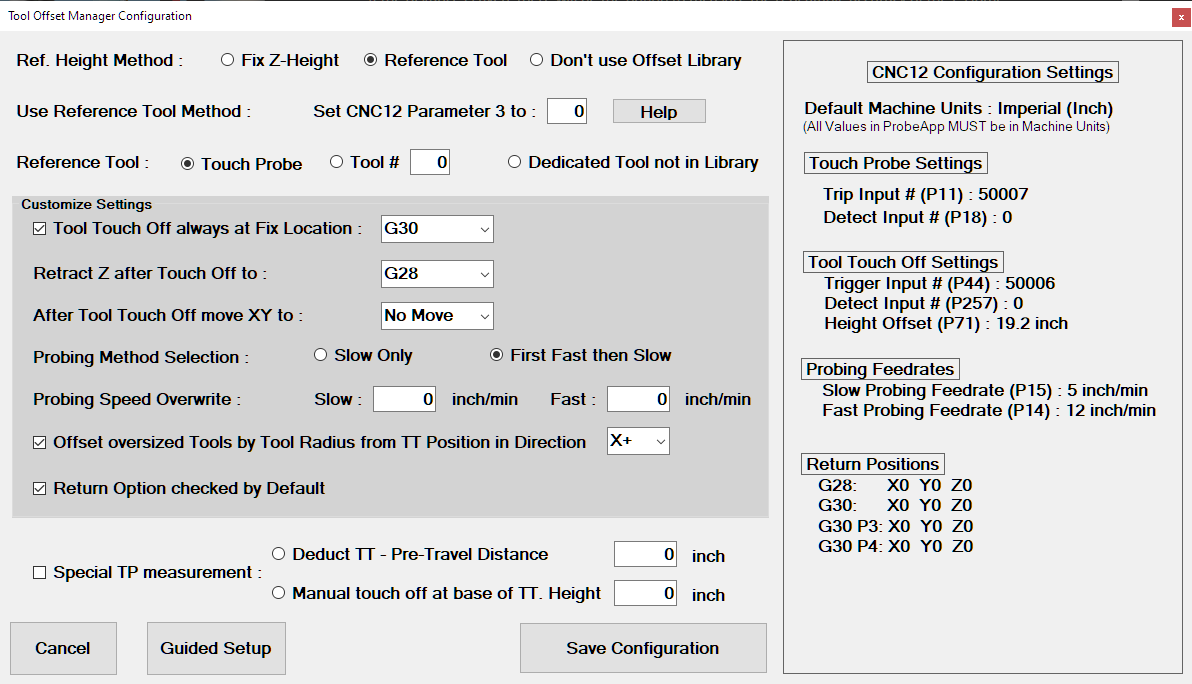 Tool Offset Manager Configuration
x
Ref. Height Method : Fix Z-Height Reference Tool Don't use Offset Library
Use Reference Tool Method : Set CNC12 Parameter 3 to : 0 Help
Reference Tool : Touch Probe Tool # 0 Dedicated Tool not in Library
Customize Settings
Tool Touch Off always at Fix Location : G30
Retract Z after Touch Off to : G28
After Tool Touch Off move XY to : No Move
Probing Method Selection : Slow Only First Fast then Slow
Probing Speed Overwrite : Slow : 0 inch/min Fast : 0 inch/min
Offset oversized Tools by Tool Radius from TT Position in Direction X+
Return Option checked by Default
Special TP measurement :
Deduct TT - Pre-Travel Distance 0 inch
Manual touch off at base of TT. Height 0 inch
Cancel Guided Setup Save Configuration
CNC12 Configuration Settings
Default Machine Units : Imperial (Inch)
(All Values in ProbeApp MUST be in Machine Units)
Touch Probe Settings
Trip Input # (P11) : 50007
Detect Input # (P18) : 0
Tool Touch Off Settings
Trigger Input # (P44) : 50006
Detect Input # (P257) : 0
Height Offset (P71) : 19.2 inch
Probing Feedrates
Slow Probing Feedrate (P15) : 5 inch/min
Fast Probing Feedrate (P14) : 12 inch/min
Return Positions
G28: X0 Y0 Z0
G30: X0 Y0 Z0
G30 P3: X0 Y0 Z0
G30 P4: X0 Y0 Z0